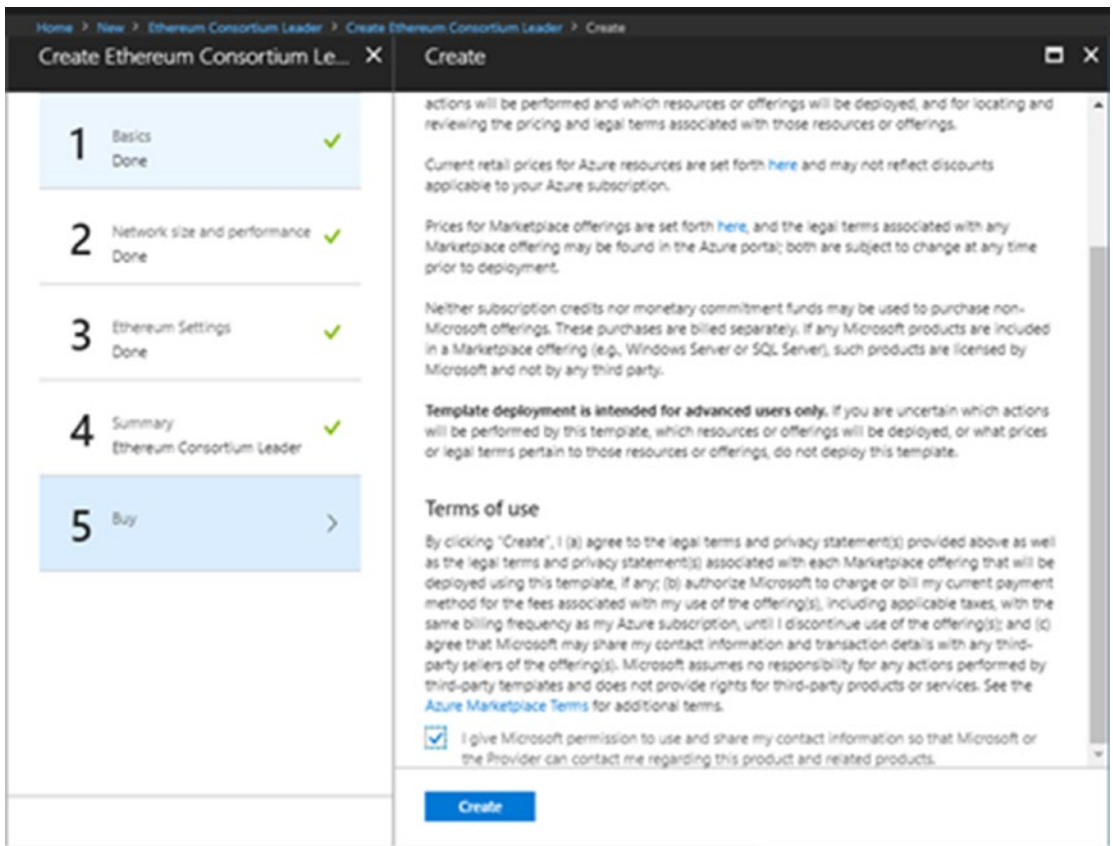 Home > New > Ethereum Consortium Leader > Create Ethereum Consortium Leader > Create
Create Ethereum Consortium Le...
Create
1
Basics
Done
2
Network size and performance
Done
3
Ethereum Settings
Done
4
Summary
Ethereum Consortium Leader
5
Buy
actions will be performed and which resources or offerings will be deployed, and for locating and
reviewing the pricing and legal terms associated with those resources or offerings.
Current retail prices for Azure resources are set forth here and may not reflect discounts
applicable to your Azure subscription.
Prices for Marketplace offerings are set forth here, and the legal terms associated with any
Marketplace offering may be found in the Azure portal; both are subject to change at any time
prior to deployment.
Neither subscription credits nor monetary commitment funds may be used to purchase non-
Microsoft offerings. These purchases are billed separately. If any Microsoft products are included
in a Marketplace offering (e.g., Windows Server or SQL Server), such products are licensed by
Microsoft and not by any third party.
Template deployment is intended for advanced users only. If you are uncertain which actions
will be performed by this template, which resources or offerings will be deployed, or what prices
or legal terms pertain to those resources or offerings, do not deploy this template.
Terms of use
By clicking "Create", I (a) agree to the legal terms and privacy statement(s) provided above as well
as the legal terms and privacy statement(s) associated with each Marketplace offering that will be
deployed using this template, if any; (b) authorize Microsoft to charge or bill my current payment
method for the fees associated with my use of the offering(s), including applicable taxes, with the
same billing frequency as my Azure subscription, until I discontinue use of the offering(s); and (c)
agree that Microsoft may share my contact information and transaction details with any third-
party sellers of the offering(s). Microsoft assumes no responsibility for any actions performed by
third-party templates and does not provide rights for third-party products or services. See the
Azure Marketplace Terms for additional terms.
I give Microsoft permission to use and share my contact information so that Microsoft or
the Provider can contact me regarding this product and related products.
Create